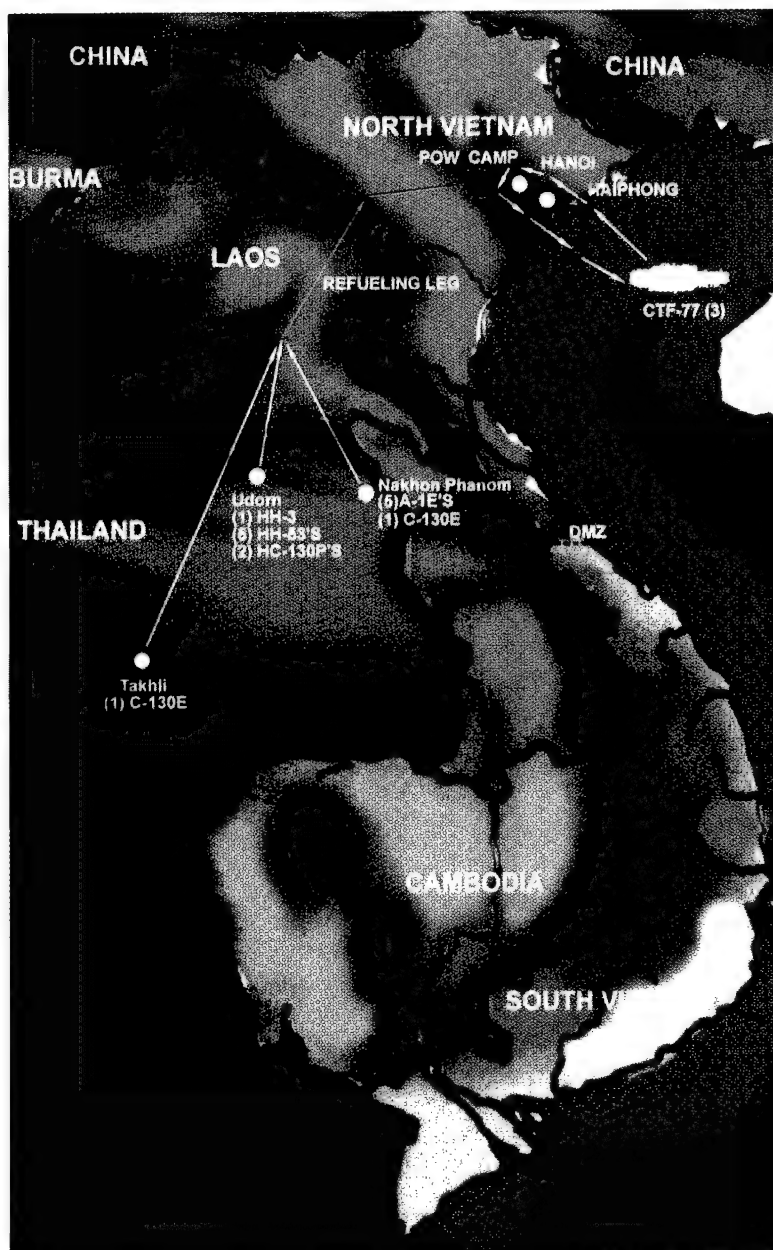 CHINA
CHINA
NORTH VIETNAM
POW CAMP
HANOI
HAIPHONG
BURMA
LAOS
REFUELING LEG
CTF-77 (3)
Udorn
(1) HH-3
(5) HH-53'S
(2) HC-130P'S
Nakhon Phanom
(5)A-1E'S
(1) C-130E
THAILAND
DMZ
Takhli
(1) C-130E
CAMBODIA
SOUTH